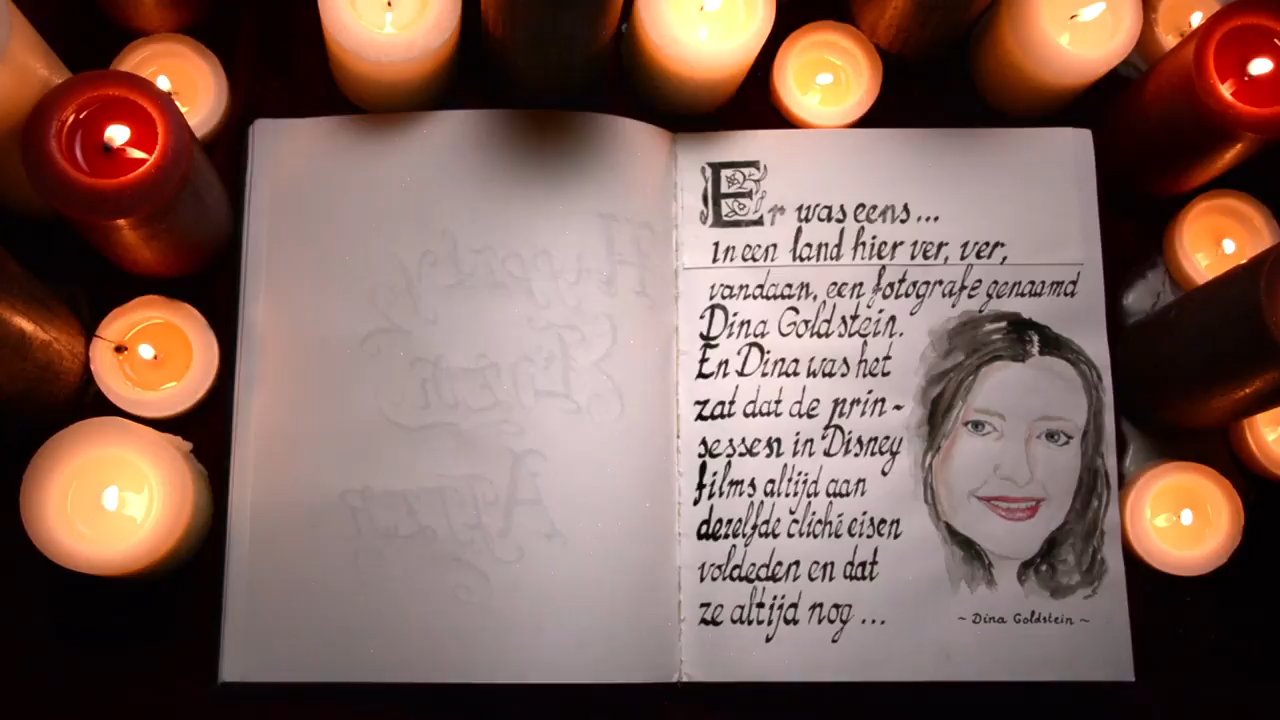 Er was eens...
In een land hier ver, ver,
vandaan, een fotografe genaamd
Dina Goldstein.
En Dina was het
zat dat de prin~
sessen in Disney
films altijd aan
dezelfde cliché eisen
voldeden en dat
ze altijd nog...
~ Dina Goldstein ~